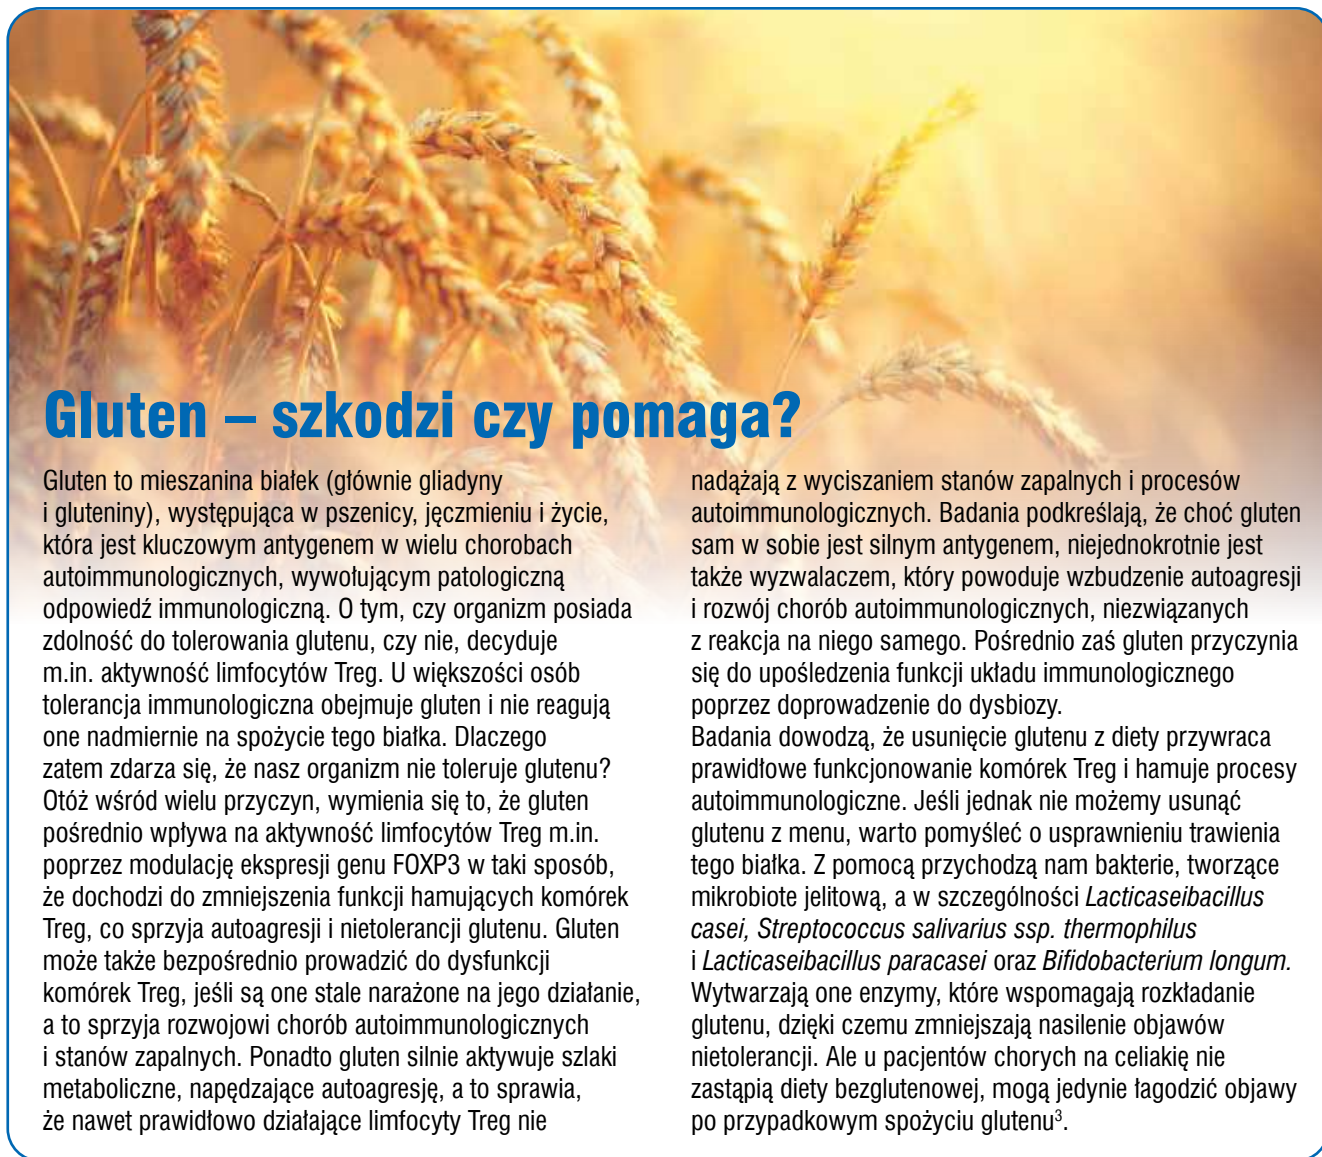 Gluten – szkodzi czy pomaga?
Gluten to mieszanina białek (głównie gliadyny
i gluteniny), występująca w pszenicy, jęczmieniu i życie,
która jest kluczowym antygenem w wielu chorobach
autoimmunologicznych, wywołującym patologiczną
odpowiedź immunologiczną. O tym, czy organizm posiada
zdolność do tolerowania glutenu, czy nie, decyduje
m.in. aktywność limfocytów Treg. U większości osób
tolerancja immunologiczna obejmuje gluten i nie reagują
one nadmiernie na spożycie tego białka. Dlaczego
zatem zdarza się, że nasz organizm nie toleruje glutenu?
Otóż wśród wielu przyczyn, wymienia się to, że gluten
pośrednio wpływa na aktywność limfocytów Treg m.in.
poprzez modulację ekspresji genu FOXP3 w taki sposób,
że dochodzi do zmniejszenia funkcji hamujących komórek
Treg, co sprzyja autoagresji i nietolerancji glutenu. Gluten
może także bezpośrednio prowadzić do dysfunkcji
komórek Treg, jeśli są one stale narażone na jego działanie,
a to sprzyja rozwojowi chorób autoimmunologicznych
i stanów zapalnych. Ponadto gluten silnie aktywuje szlaki
metaboliczne, napędzające autoagresję, a to sprawia,
że nawet prawidłowo działające limfocyty Treg nie
nadążają z wyciszaniem stanów zapalnych i procesów
autoimmunologicznych. Badania podkreślają, że choć gluten
sam w sobie jest silnym antygenem, niejednokrotnie jest
także wyzwalaczem, który powoduje wzbudzenie autoagresji
i rozwój chorób autoimmunologicznych, niezwiązanych
z reakcja na niego samego. Pośrednio zaś gluten przyczynia
się do upośledzenia funkcji układu immunologicznego
poprzez doprowadzenie do dysbiozy.
Badania dowodzą, że usunięcie glutenu z diety przywraca
prawidłowe funkcjonowanie komórek Treg i hamuje procesy
autoimmunologiczne. Jeśli jednak nie możemy usunąć
glutenu z menu, warto pomyśleć o usprawnieniu trawienia
tego białka. Z pomocą przychodzą nam bakterie, tworzące
mikrobiote jelitową, a w szczególności Lacticaseibacillus
casei, Streptococcus salivarius ssp. thermophilus
i Lacticaseibacillus paracasei oraz Bifidobacterium longum.
Wytwarzają one enzymy, które wspomagają rozkładanie
glutenu, dzięki czemu zmniejszają nasilenie objawów
nietolerancji. Ale u pacjentów chorych na celiakię nie
zastąpią diety bezglutenowej, mogą jedynie łagodzić objawy
po przypadkowym spożyciu glutenu³.